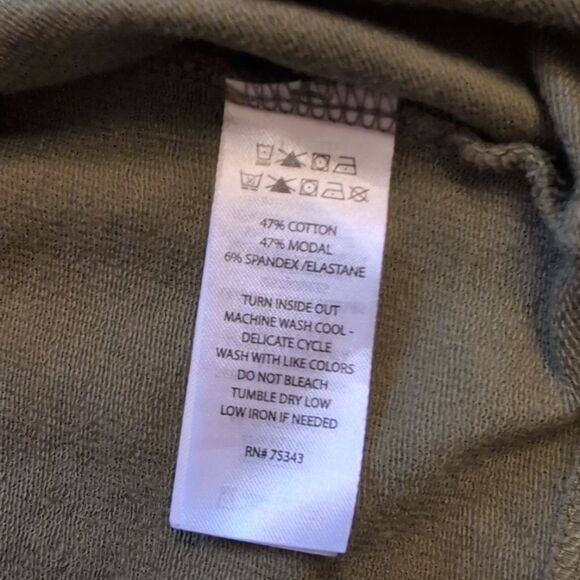 47% COTTON
47% MODAL
6% SPANDEX /ELASTANE
TURN INSIDE OUT
MACHINE WASH COOL -
DELICATE CYCLE
WASH WITH LIKE COLORS
DO NOT BLEACH
TUMBLE DRY LOW
LOW IRON IF NEEDED
RN# 75343